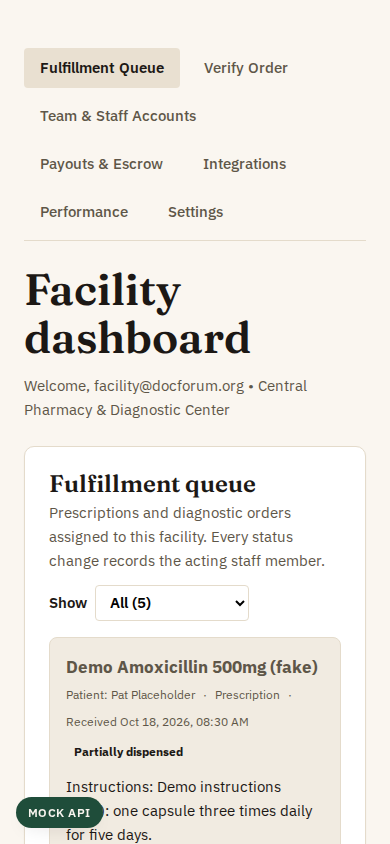 Fulfillment Queue Verify Order
Team & Staff Accounts
Payouts & Escrow Integrations
Performance Settings
Facility
dashboard
Welcome, facility@docforum.org • Central
Pharmacy & Diagnostic Center
Fulfillment queue
Prescriptions and diagnostic orders
assigned to this facility. Every status
change records the acting staff member.
Show All (5)
Demo Amoxicillin 500mg (fake)
Patient: Pat Placeholder · Prescription ·
Received Oct 18, 2026, 08:30 AM
Partially dispensed
Instructions: Demo instructions
: one capsule three times daily
for five days.
MOCK API